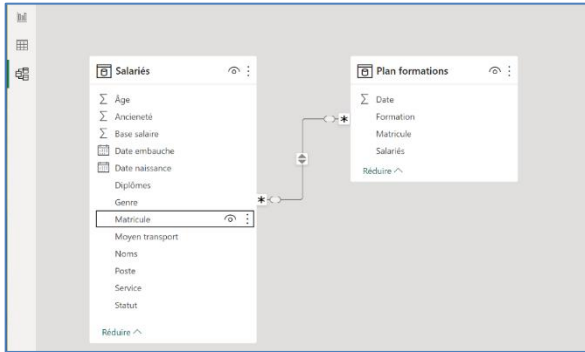 Salariés
Âge
Ancieneté
Base salaire
Date embauche
Date naissance
Diplômes
Genre
Matricule
Moyen transport
Noms
Poste
Service
Statut
Réduire
Plan formations
Date
Formation
Matricule
Salariés
Réduire